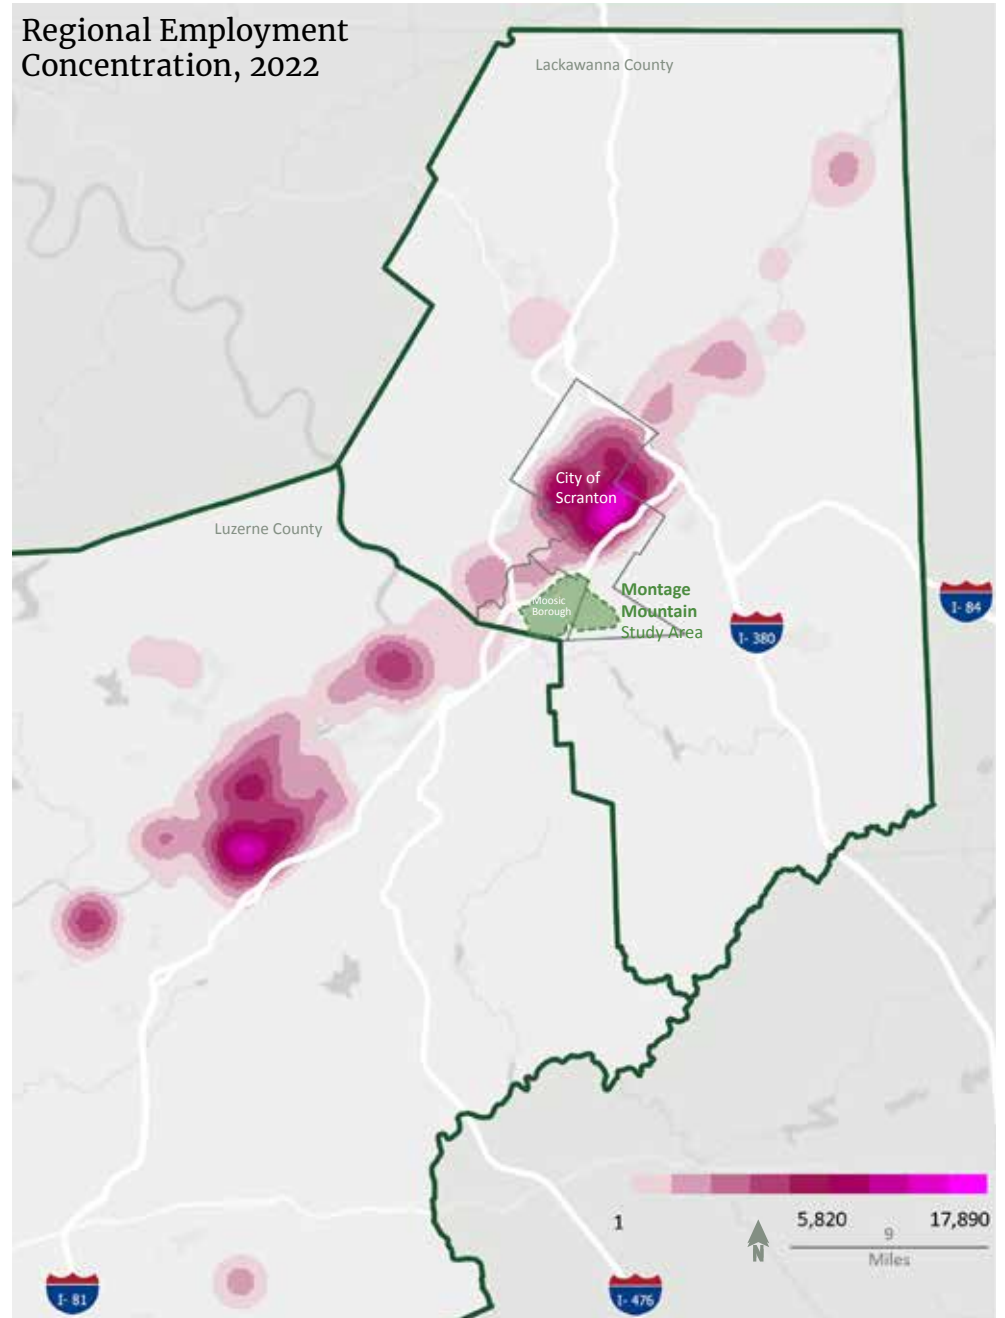 Regional Employment
Concentration, 2022
Lackawanna County
City of
Scranton
Luzerne County
Moosic
Borough
Montage
Mountain
Study Area
I- 84
I- 380
1
5,820
17,890
9
Miles
N
I- 81
I- 476